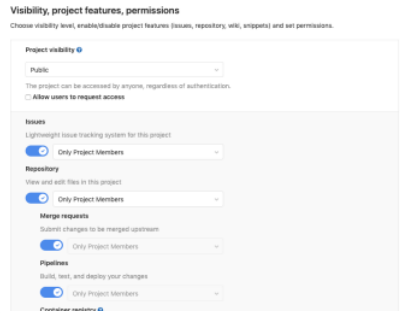 Visibility, project features, permissions
Choose visibility level, enable/disable project features (issues, repository, wiki, snippets) and set permissions.
Project visibility
Public
The project can be accessed by anyone, regardless of authentication.
Allow users to request access
Issues
Lightweight issue tracking system for this project
Only Project Members
Repository
View and edit files in this project
Only Project Members
Merge requests
Submit changes to be merged upstream
Only Project Members
Pipelines
Build, test, and deploy your changes
Only Project Members
Container registry